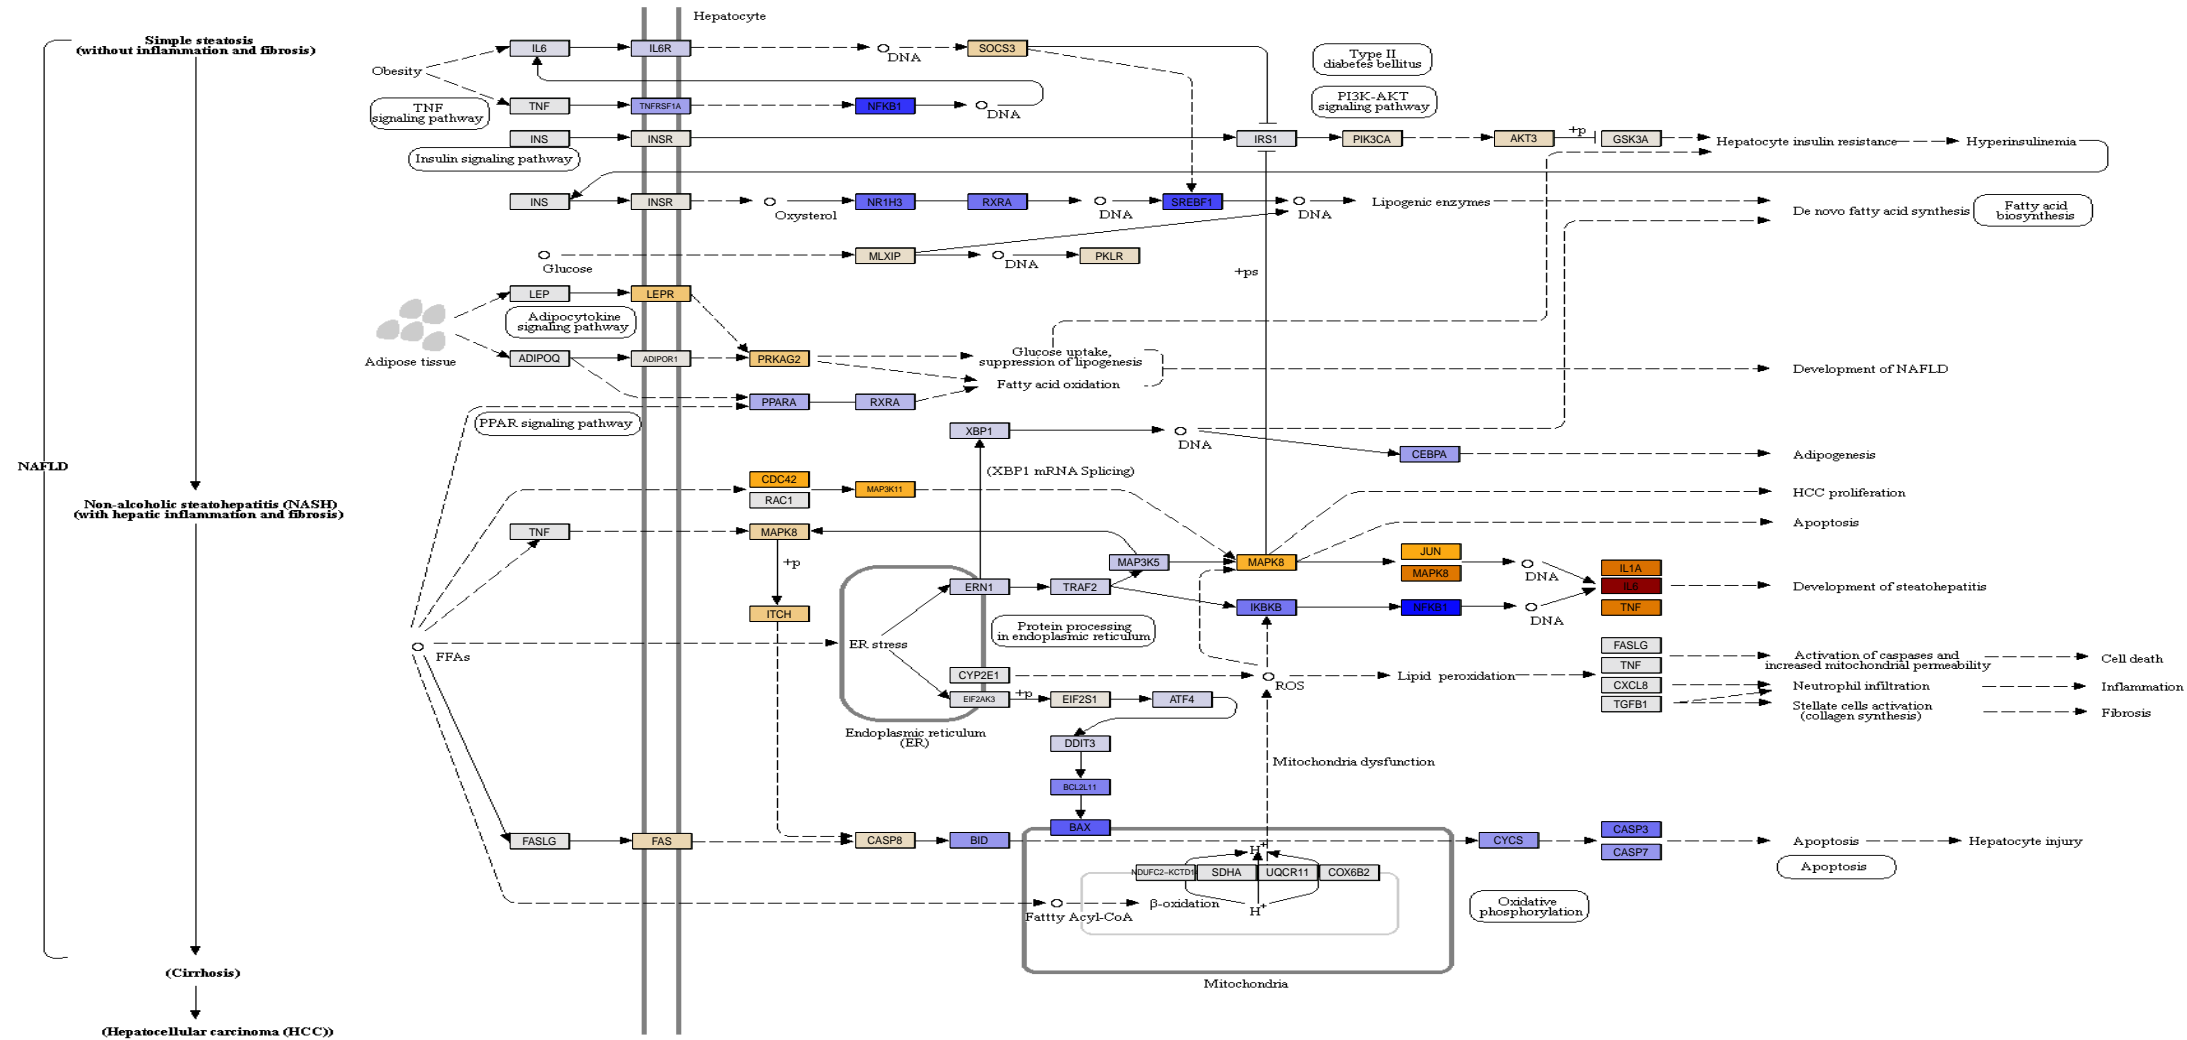 Hepatocyte
Simple steatosis
(without inflammation and fibrosis)
IL6
IL6R
DNA
SOCS3
Type II
diabetes bellitus
Obesity
TNF
signaling pathway
TNF
TNFRSF1A
NFKB1
DNA
PI3K-AKT
signaling pathway
INS
INSR
IRS1
PIK3CA
AKT3
+p
GSK3A
Hepatocyte insulin resistance
Hyperinsulinemia
Insulin signaling pathway
INS
INSR
Oxysterol
NR1H3
RXRA
DNA
SREBF1
DNA
Lipogenic enzymes
De novo fatty acid synthesis
Fatty acid
biosynthesis
Glucose
MLXIP
DNA
PKLR
+ps
LEP
LEPR
Adipocytokine
signaling pathway
Adipose tissue
ADIPOQ
ADIPOR1
PRKAG2
Glucose uptake,
suppression of lipogenesis
Fatty acid oxidation
Development of NAFLD
PPARA
RXRA
PPAR signaling pathway
XBP1
DNA
CEBPA
Adipogenesis
NAFLD
(XBP1 mRNA Splicing)
CDC42
RAC1
MAP3K11
HCC proliferation
Non-alcoholic steatohepatitis (NASH)
(with hepatic inflammation and fibrosis)
TNF
MAPK8
Apoptosis
+p
MAP3K5
MAPK8
JUN
MAPK8
DNA
IL1A
IL6
TNF
Development of steatohepatitis
ERN1
TRAF2
IKBKB
NFKB1
DNA
ITCH
Protein processing
in endoplasmic reticulum
ER stress
FFAs
FASLG
TNF
CXCL8
TGFB1
Activation of caspases and
increased mitochondrial permeability
Cell death
CYP2E1
ROS
Lipid peroxidation
Neutrophil infiltration
Inflammation
EIF2AK3
+p
EIF2S1
ATF4
Stellate cells activation
(collagen synthesis)
Fibrosis
Endoplasmic reticulum
(ER)
DDIT3
Mitochondria dysfunction
BCL2L11
BAX
FASLG
FAS
CASP8
BID
CYCS
CASP3
CASP7
Apoptosis
Hepatocyte injury
Apoptosis
H+
NDUFC2-KCTD1
SDHA
UQCR11
COX6B2
Fattty Acyl-CoA
β-oxidation
H+
Oxidative
phosphorylation
(Cirrhosis)
Mitochondria
(Hepatocellular carcinoma (HCC))